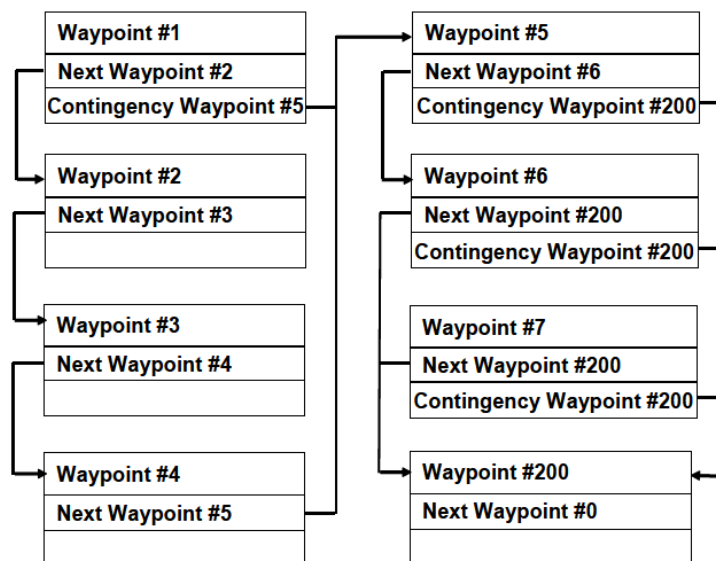 Waypoint #1
Next Waypoint #2
Contingency Waypoint #5
Waypoint #2
Next Waypoint #3
Waypoint #3
Next Waypoint #4
Waypoint #4
Next Waypoint #5
Waypoint #5
Next Waypoint #6
Contingency Waypoint #200
Waypoint #6
Next Waypoint #200
Contingency Waypoint #200
Waypoint #7
Next Waypoint #200
Contingency Waypoint #200
Waypoint #200
Next Waypoint #0